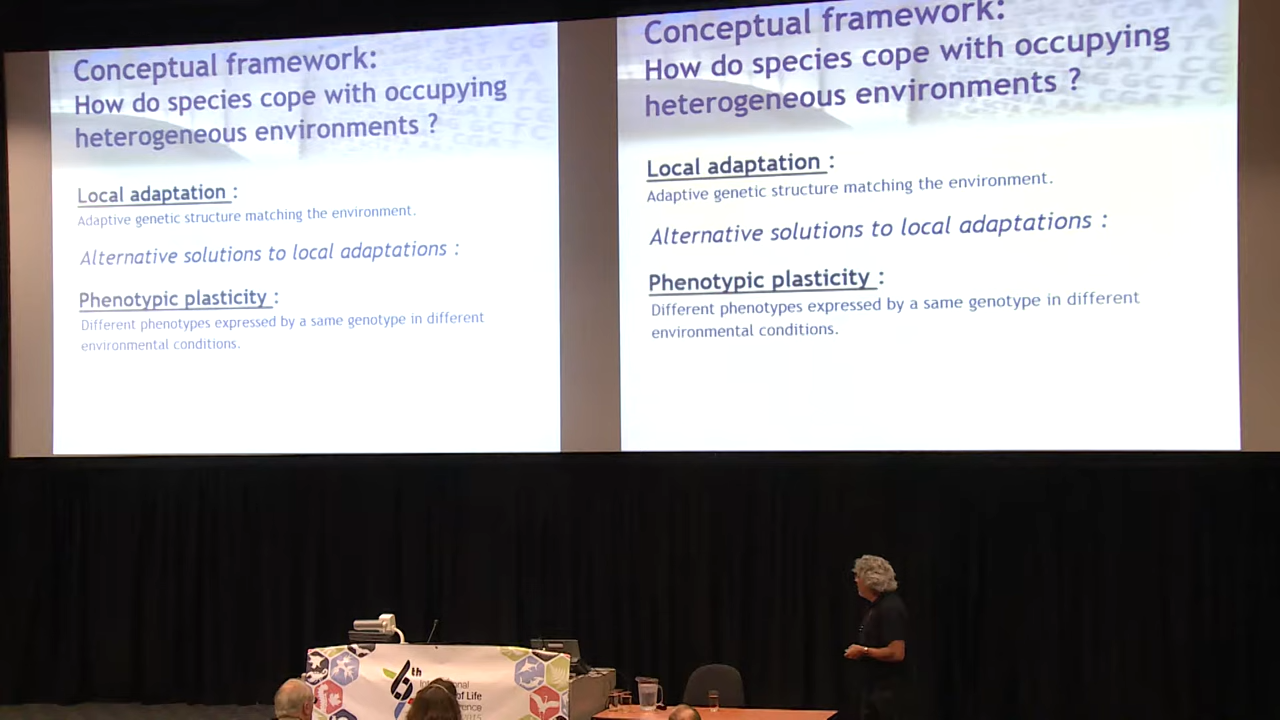 Conceptual framework:
How do species cope with occupying
heterogeneous environments ?
Local adaptation :
Adaptive genetic structure matching the environment.
Alternative solutions to local adaptations :
Phenotypic plasticity :
Different phenotypes expressed by a same genotype in different
environmental conditions.
Conceptual framework:
How do species cope with occupying
heterogeneous environments ?
Local adaptation :
Adaptive genetic structure matching the environment.
Alternative solutions to local adaptations :
Phenotypic plasticity :
Different phenotypes expressed by a same genotype in different
environmental conditions.
6th
of Life